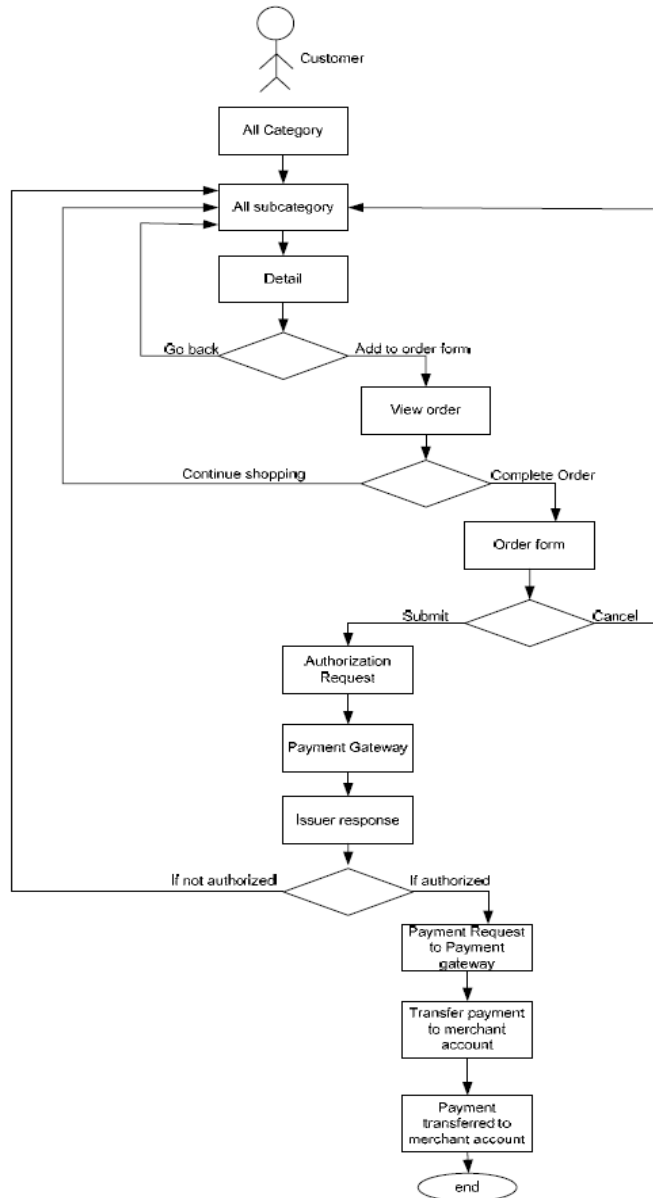 Customer
All Category
All subcategory
Detail
Go back
Add to order form
View order
Continue shopping
Complete Order
Order form
Submit
Cancel
Authorization
Request
Payment Gateway
Issuer response
If not authorized
If authorized
Payment Request
to Payment
gateway
Transfer payment
to merchant
account
Payment
transferred to
merchant account
end